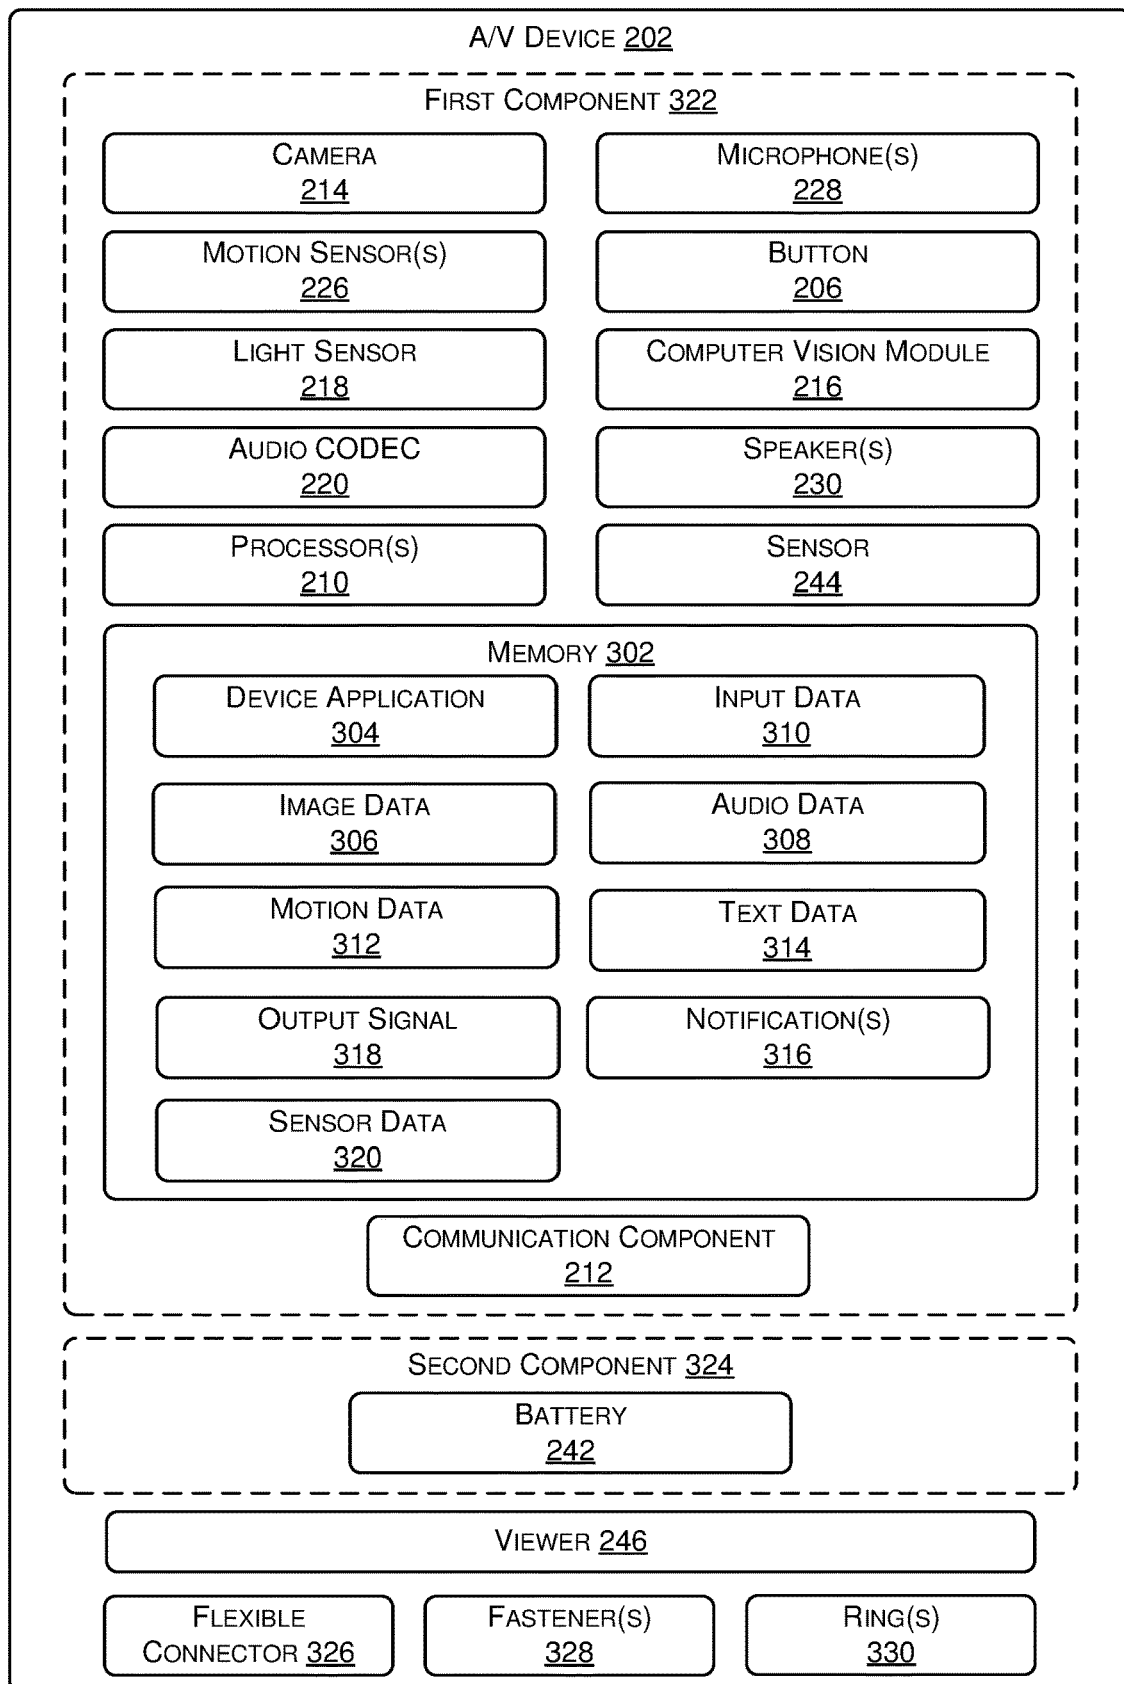 A/V DEVICE 202
FIRST COMPONENT 322
CAMERA
214
MICROPHONE(S)
228
MOTION SENSOR(S)
226
BUTTON
206
LIGHT SENSOR
218
COMPUTER VISION MODULE
216
AUDIO CODEC
220
SPEAKER(S)
230
PROCESSOR(S)
210
SENSOR
244
MEMORY 302
DEVICE APPLICATION
304
INPUT DATA
310
IMAGE DATA
306
AUDIO DATA
308
MOTION DATA
312
TEXT DATA
314
OUTPUT SIGNAL
318
NOTIFICATION(S)
316
SENSOR DATA
320
COMMUNICATION COMPONENT
212
SECOND COMPONENT 324
BATTERY
242
VIEWER 246
FLEXIBLE
CONNECTOR 326
FASTENER(S)
328
RING(S)
330